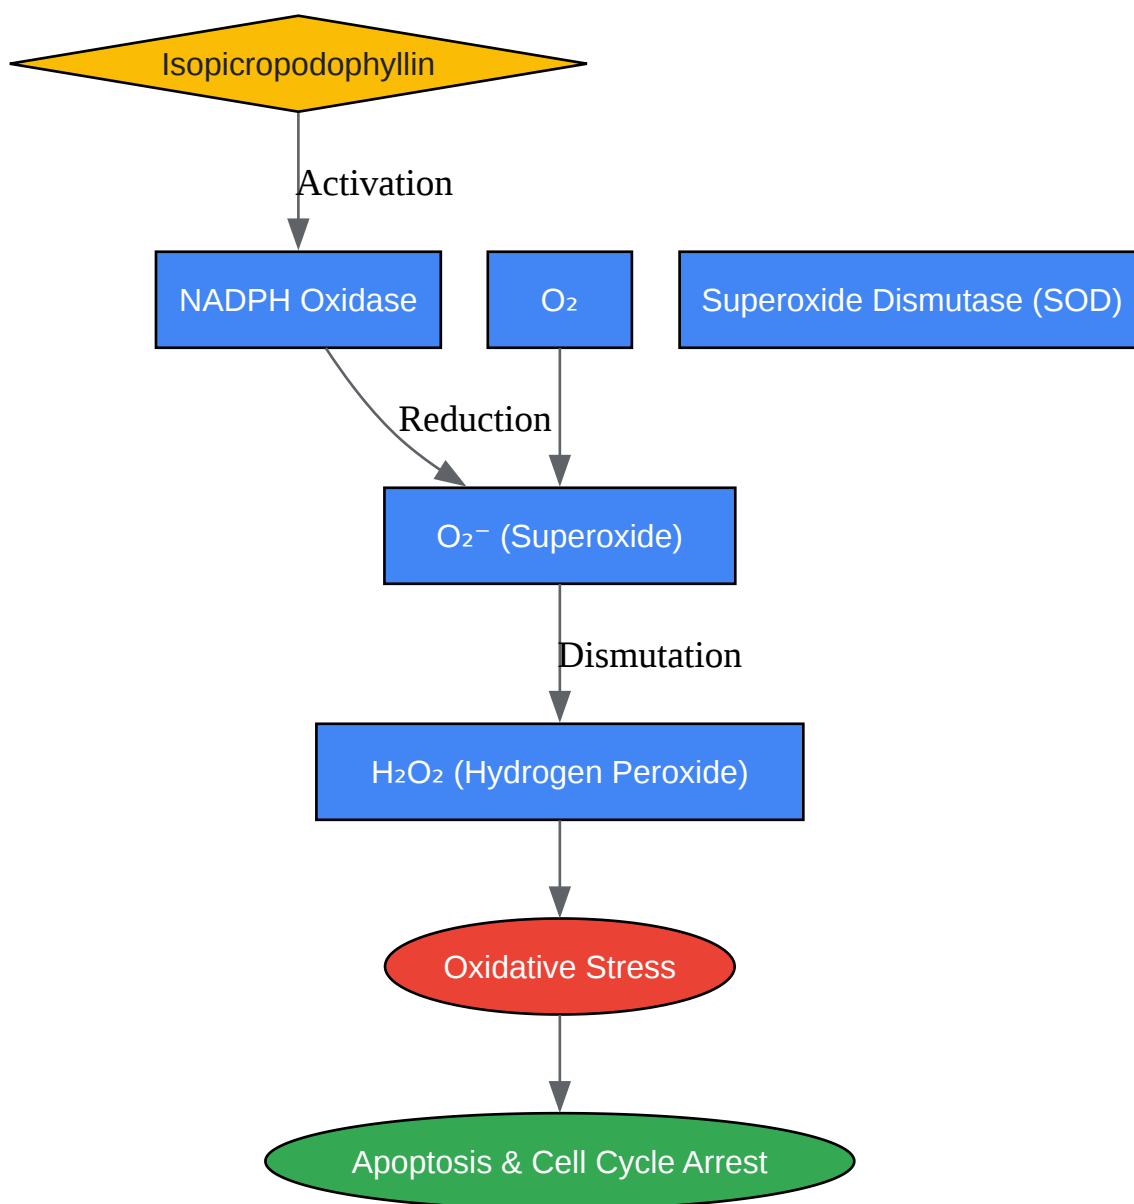 Isopicropodophyllin
Activation
NADPH Oxidase
O₂
Superoxide Dismutase (SOD)
Reduction
O₂⁻ (Superoxide)
Dismutation
H₂O₂ (Hydrogen Peroxide)
Oxidative Stress
Apoptosis & Cell Cycle Arrest